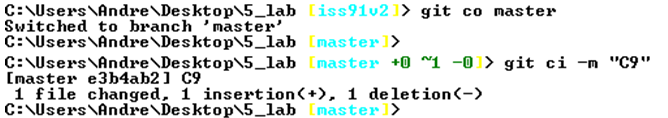 C:\Users\Andre\Desktop\5_lab [iss91v2]> git co master
Switched to branch 'master'
C:\Users\Andre\Desktop\5_lab [master]>
C:\Users\Andre\Desktop\5_lab [master +0 ~1 -0]> git ci -m "C9"
[master e3b4ab2] C9
1 file changed, 1 insertion(+), 1 deletion(-)
C:\Users\Andre\Desktop\5_lab [master]>